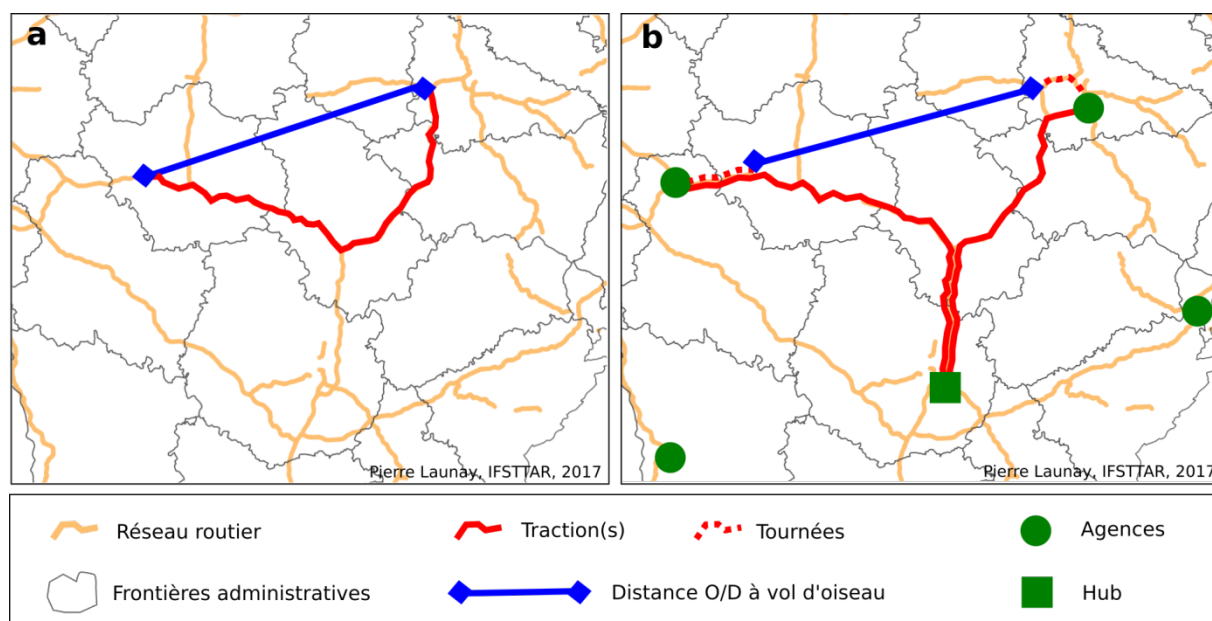 a
b
Pierre Launay, IFSTTAR, 2017
Pierre Launay, IFSTTAR, 2017
Réseau routier
Traction(s)
Tournées
Agences
Frontières administratives
Distance O/D à vol d'oiseau
Hub